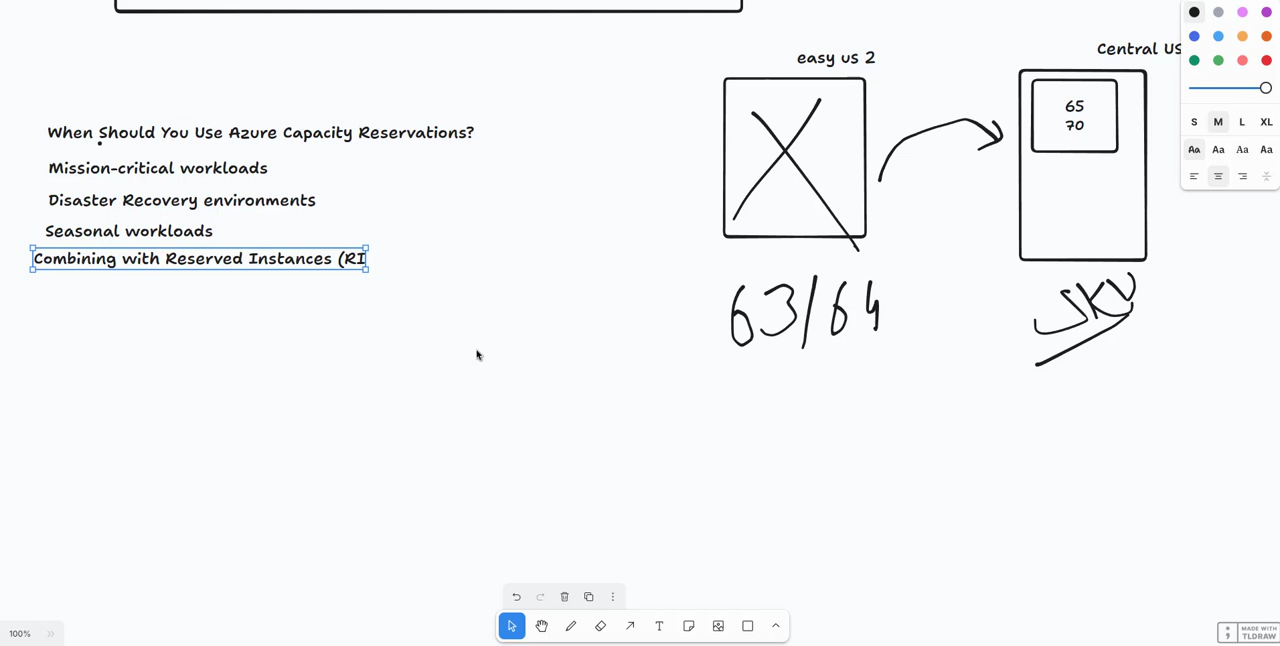 easy us 2
Central US
65
70
When Should You Use Azure Capacity Reservations?
Mission-critical workloads
Disaster Recovery environments
Seasonal workloads
Combining with Reserved Instances (RI
63/64
SKU
S M L XL
Aa Aa Aa Aa
100%
T
MADE WITH
TLDRAW